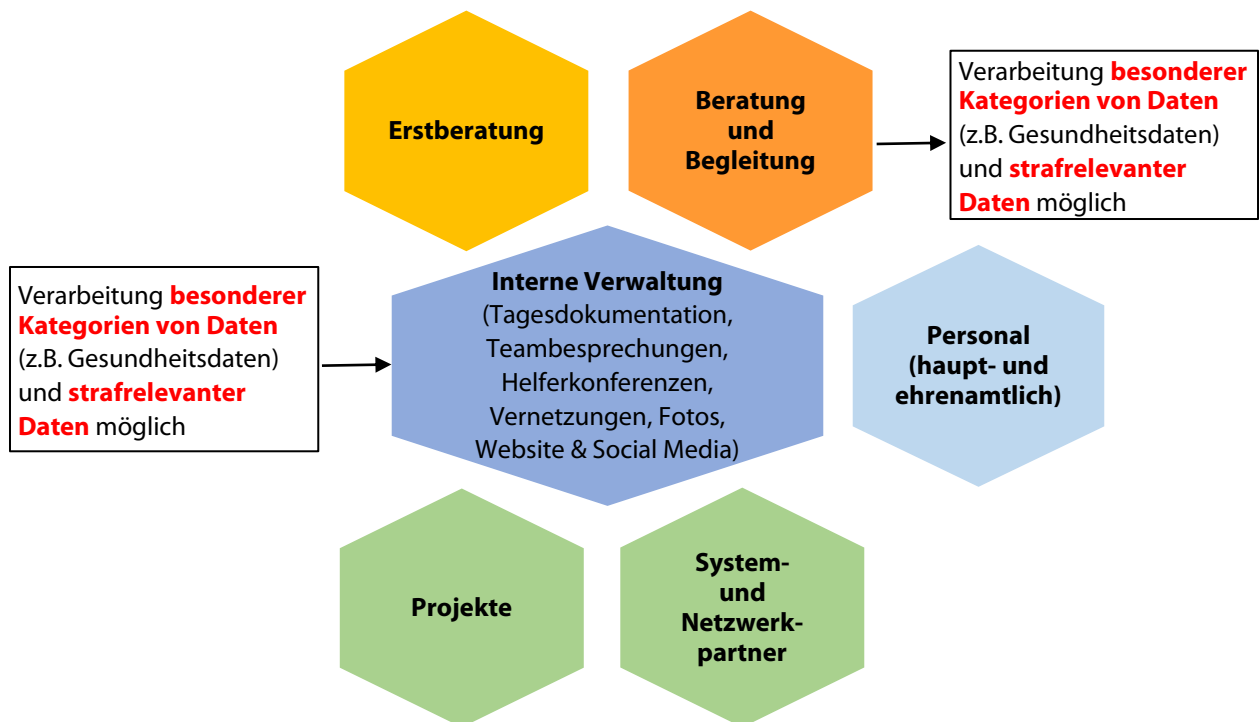 Erstberatung
Beratung
und
Begleitung
Verarbeitung besonderer
Kategorien von Daten
(z.B. Gesundheitsdaten)
und strafrelevanter
Daten möglich
Verarbeitung besonderer
Kategorien von Daten
(z.B. Gesundheitsdaten)
und strafrelevanter
Daten möglich
Interne Verwaltung
(Tagesdokumentation,
Teambesprechungen,
Helferkonferenzen,
Vernetzungen, Fotos,
Website & Social Media)
Personal
(haupt- und
ehrenamtlich)
Projekte
System-
und
Netzwerk-
partner